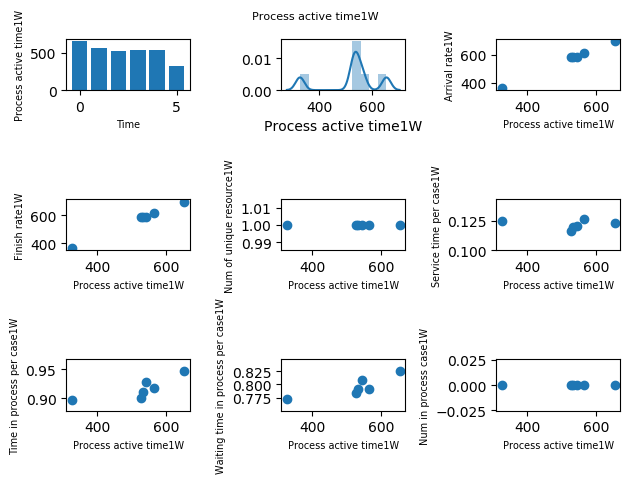 Process active time1W
Process active time1W
500
0
0
5
Time
0.01
0.00
400
600
Process active time1W
Arrival rate1W
600
400
400
600
Process active time1W
Finish rate1W
600
400
400
600
Process active time1W
Num of unique resource1W
1.01
1.00
0.99
400
600
Process active time1W
Service time per case1W
0.125
0.100
400
600
Process active time1W
Time in process per case1W
0.95
0.90
400
600
Process active time1W
Waiting time in process per case1W
0.825
0.800
0.775
400
600
Process active time1W
Num in process case1W
0.025
0.000
−0.025
400
600
Process active time1W